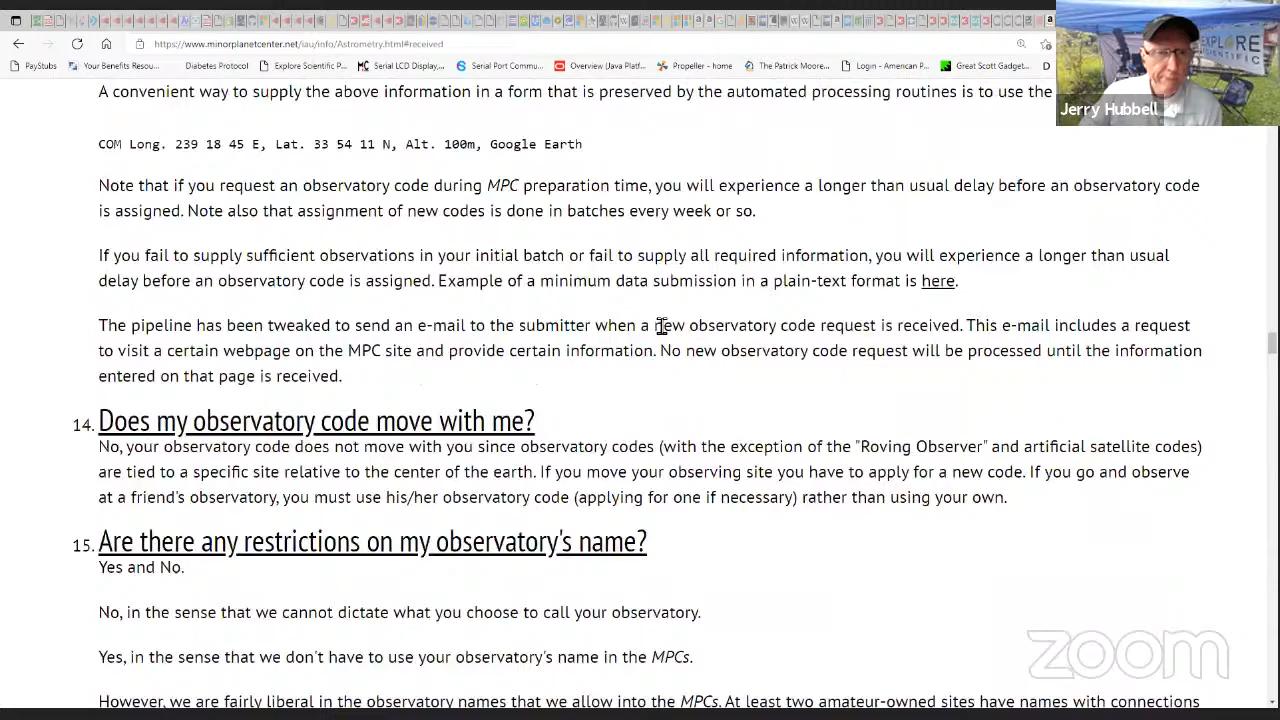 https://www.minorplanetcenter.net/iau/info/Astrometry.html#received
PayStubs
Your Benefits Resou...
Diabetes Protocol
Explore Scientific P...
Serial LCD Display,...
Serial Port Commu...
Overview (Java Platf...
Propeller - home
The Patrick Moore...
Login - American P...
Great Scott Gadget...
D
EXPLORE
SCIENTIFIC
Jerry Hubbell
A convenient way to supply the above information in a form that is preserved by the automated processing routines is to use the
COM Long. 239 18 45 E, Lat. 33 54 11 N, Alt. 100m, Google Earth
Note that if you request an observatory code during MPC preparation time, you will experience a longer than usual delay before an observatory code
is assigned. Note also that assignment of new codes is done in batches every week or so.
If you fail to supply sufficient observations in your initial batch or fail to supply all required information, you will experience a longer than usual
delay before an observatory code is assigned. Example of a minimum data submission in a plain-text format is here.
The pipeline has been tweaked to send an e-mail to the submitter when a new observatory code request is received. This e-mail includes a request
to visit a certain webpage on the MPC site and provide certain information. No new observatory code request will be processed until the information
entered on that page is received.
14. Does my observatory code move with me?
No, your observatory code does not move with you since observatory codes (with the exception of the "Roving Observer" and artificial satellite codes)
are tied to a specific site relative to the center of the earth. If you move your observing site you have to apply for a new code. If you go and observe
at a friend's observatory, you must use his/her observatory code (applying for one if necessary) rather than using your own.
15. Are there any restrictions on my observatory's name?
Yes and No.
No, in the sense that we cannot dictate what you choose to call your observatory.
Yes, in the sense that we don't have to use your observatory's name in the MPCs.
zoom
However, we are fairly liberal in the observatory names that we allow into the MPCs. At least two amateur-owned sites have names with connections